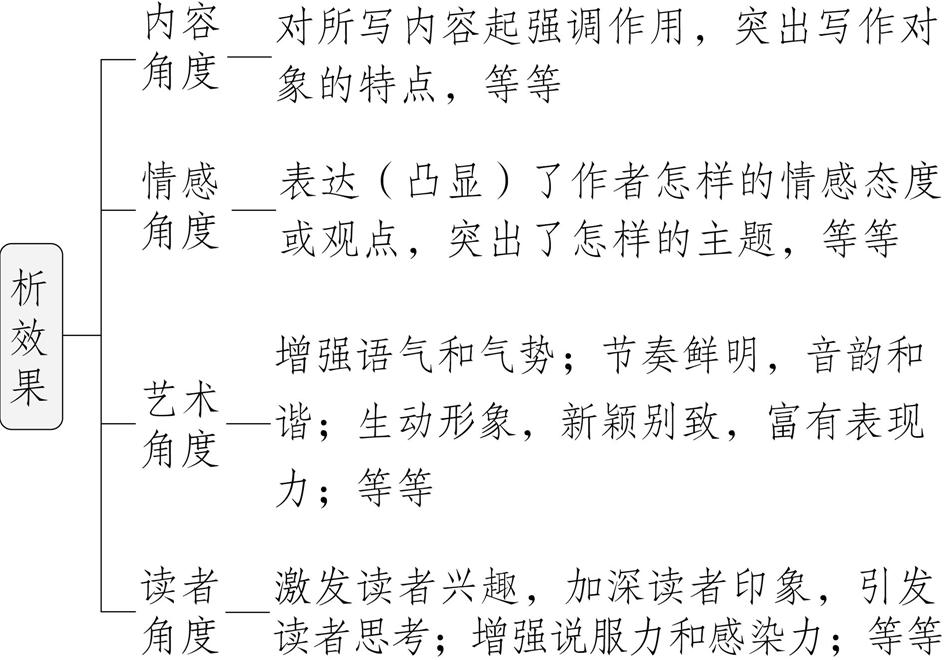 析效果
内容角度
对所写内容起强调作用，突出写作对
象的特点，等等
情感角度
表达（凸显）了作者怎样的情感态度
或观点，突出了怎样的主题，等等
艺术角度
增强语气和气势；节奏鲜明，音韵和
谐；生动形象，新颖别致，富有表现
力；等等
读者角度
激发读者兴趣，加深读者印象，引发
读者思考；增强说服力和感染力；等等